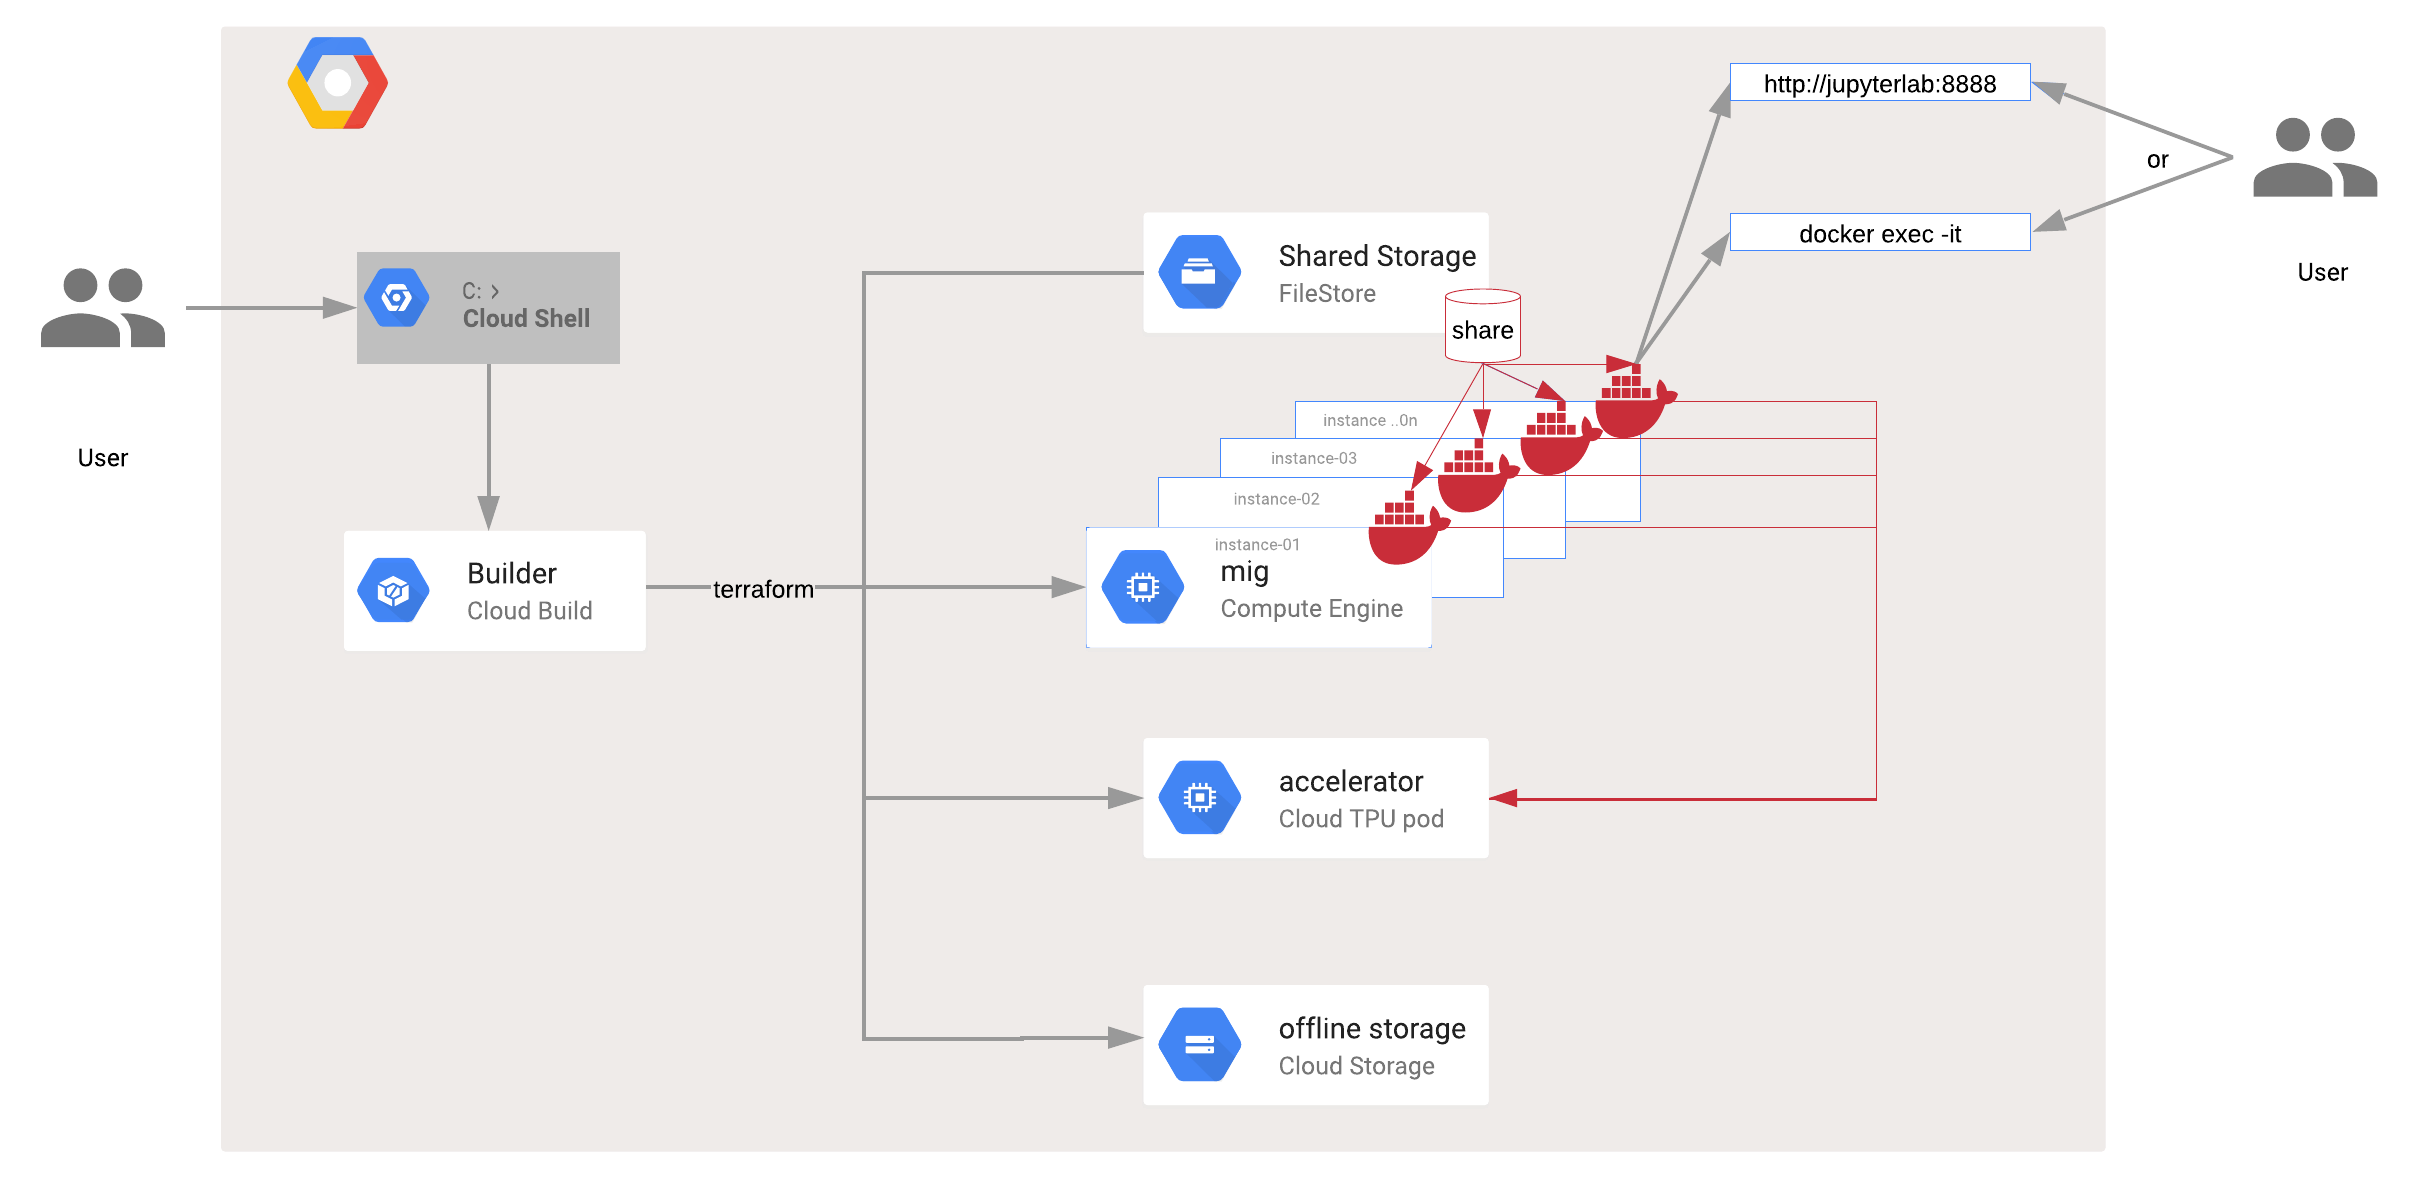 http://jupyterlab:8888
or
docker exec -it
User
Shared Storage
FileStore
share
C: >
Cloud Shell
User
instance ..0n
instance-03
instance-02
instance-01
mig
Compute Engine
Builder
Cloud Build
terraform
accelerator
Cloud TPU pod
offline storage
Cloud Storage